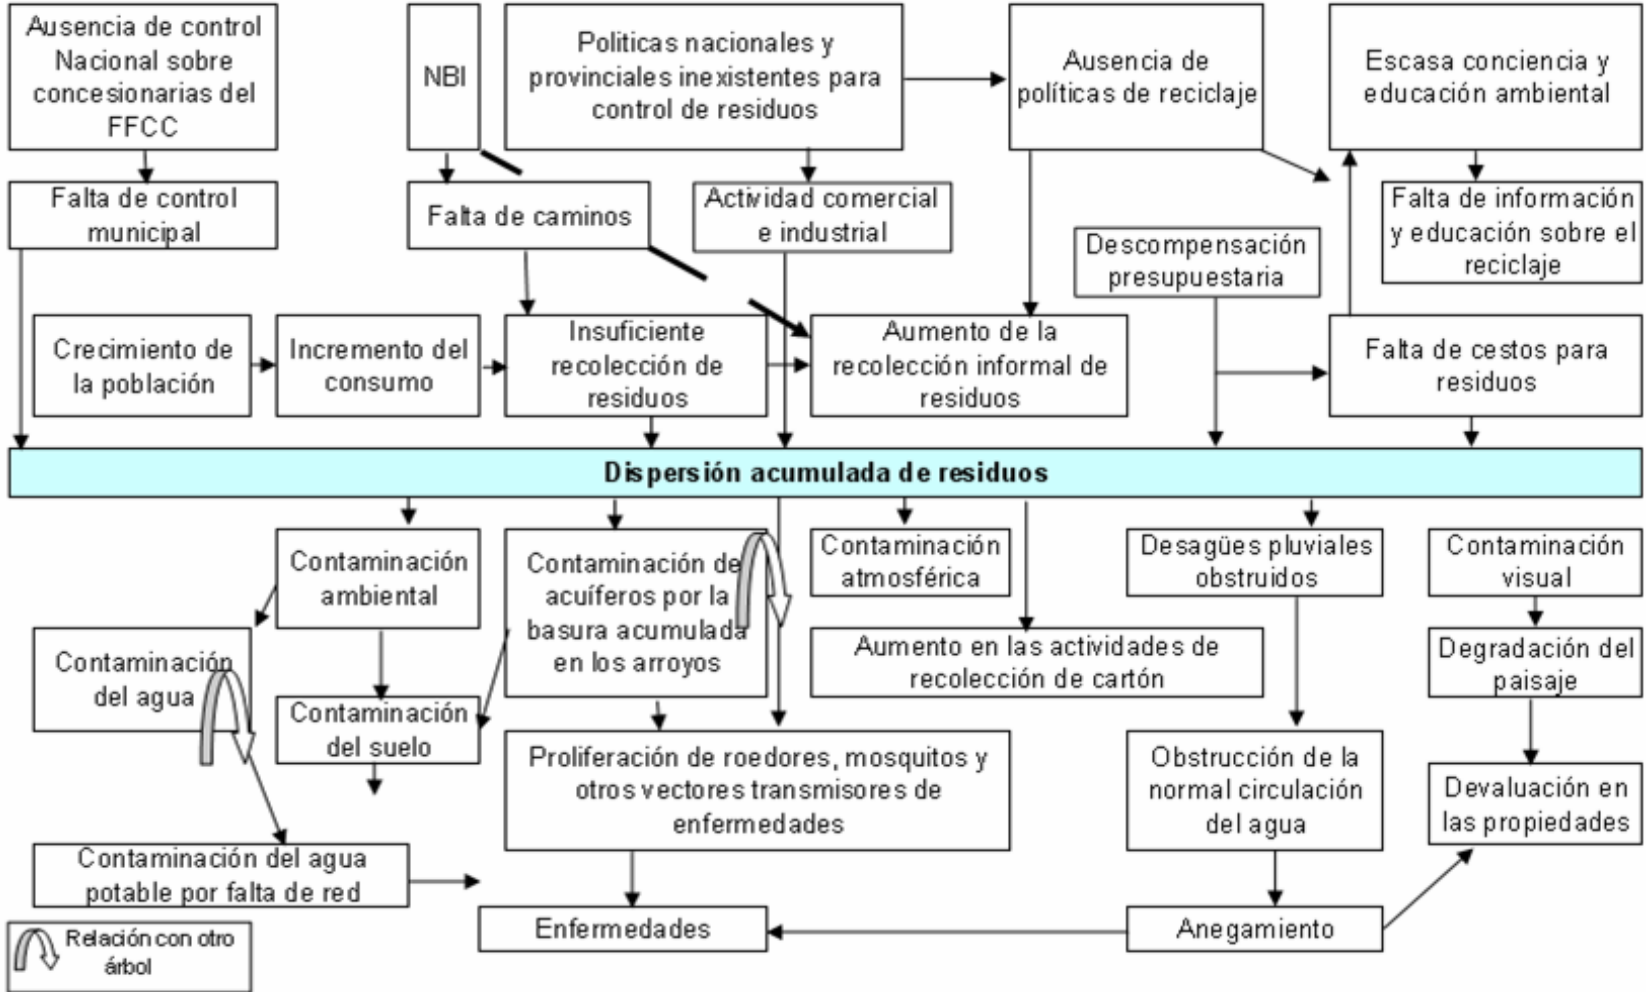 Ausencia de control
Nacional sobre
concesionarias del
FFCC
NBI
Politicas nacionales y
provinciales inexistentes para
control de residuos
Ausencia de
políticas de reciclaje
Escasa conciencia y
educación ambiental
Falta de control
municipal
Falta de caminos
Actividad comercial
e industrial
Descompensación
presupuestaria
Falta de información
y educación sobre el
reciclaje
Crecimiento de
la población
Incremento del
consumo
Insuficiente
recolección de
residuos
Aumento de la
recolección informal de
residuos
Falta de cestos para
residuos
Dispersión acumulada de residuos
Contaminación
ambiental
Contaminación de
acuíferos por la
basura acumulada
en los arroyos
Contaminación
atmosférica
Desagües pluviales
obstruidos
Contaminación
visual
Contaminación
del agua
Aumento en las actividades de
recolección de cartón
Degradación del
paisaje
Contaminación
del suelo
Proliferación de roedores, mosquitos y
otros vectores transmisores de
enfermedades
Obstrucción de la
normal circulación
del agua
Devaluación en
las propiedades
Contaminación del agua
potable por falta de red
Enfermedades
Anegamiento
Relación con otro
árbol